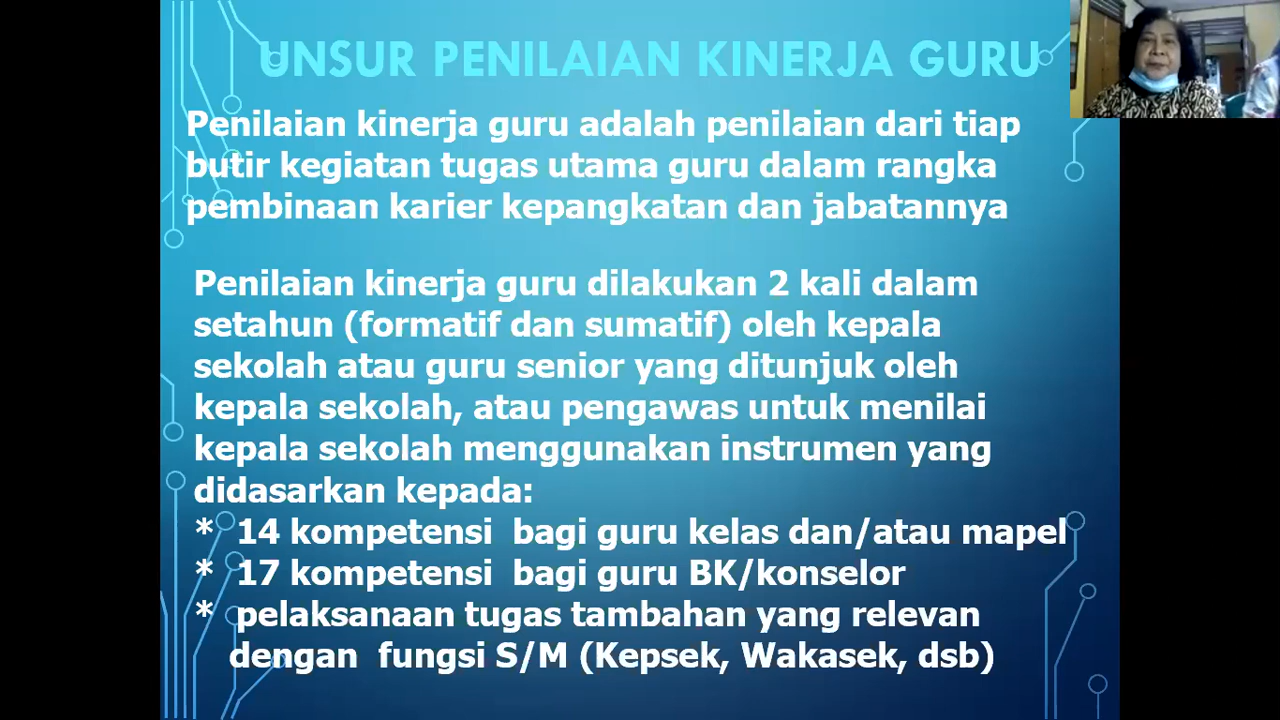 UNSUR PENILAIAN KINERJA GURU
Penilaian kinerja guru adalah penilaian dari tiap
butir kegiatan tugas utama guru dalam rangka
pembinaan karier kepangkatan dan jabatannya
Penilaian kinerja guru dilakukan 2 kali dalam
setahun (formatif dan sumatif) oleh kepala
sekolah atau guru senior yang ditunjuk oleh
kepala sekolah, atau pengawas untuk menilai
kepala sekolah menggunakan instrumen yang
didasarkan kepada:
* 14 kompetensi bagi guru kelas dan/atau mapel
* 17 kompetensi bagi guru BK/konselor
* pelaksanaan tugas tambahan yang relevan
dengan fungsi S/M (Kepsek, Wakasek, dsb)